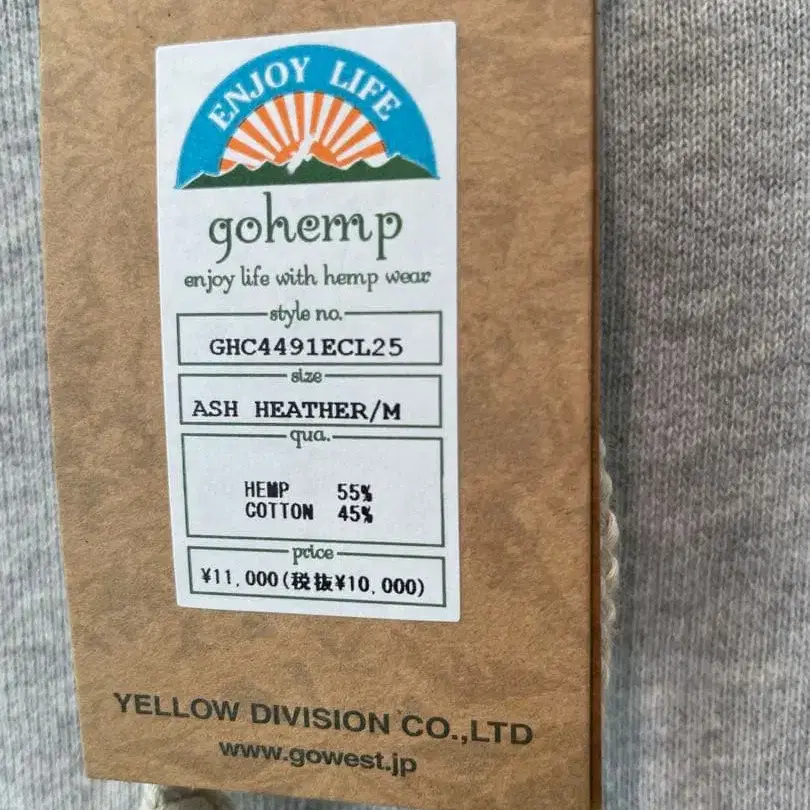 ENJOY LIFE
gohemp
enjoy life with hemp wear
style no.
GHC4491ECL25
size
ASH HEATHER/M
qua.
HEMP 55%
COTTON 45%
price
¥11,000(税抜¥10,000)
YELLOW DIVISION CO.,LTD
www.gowest.jp